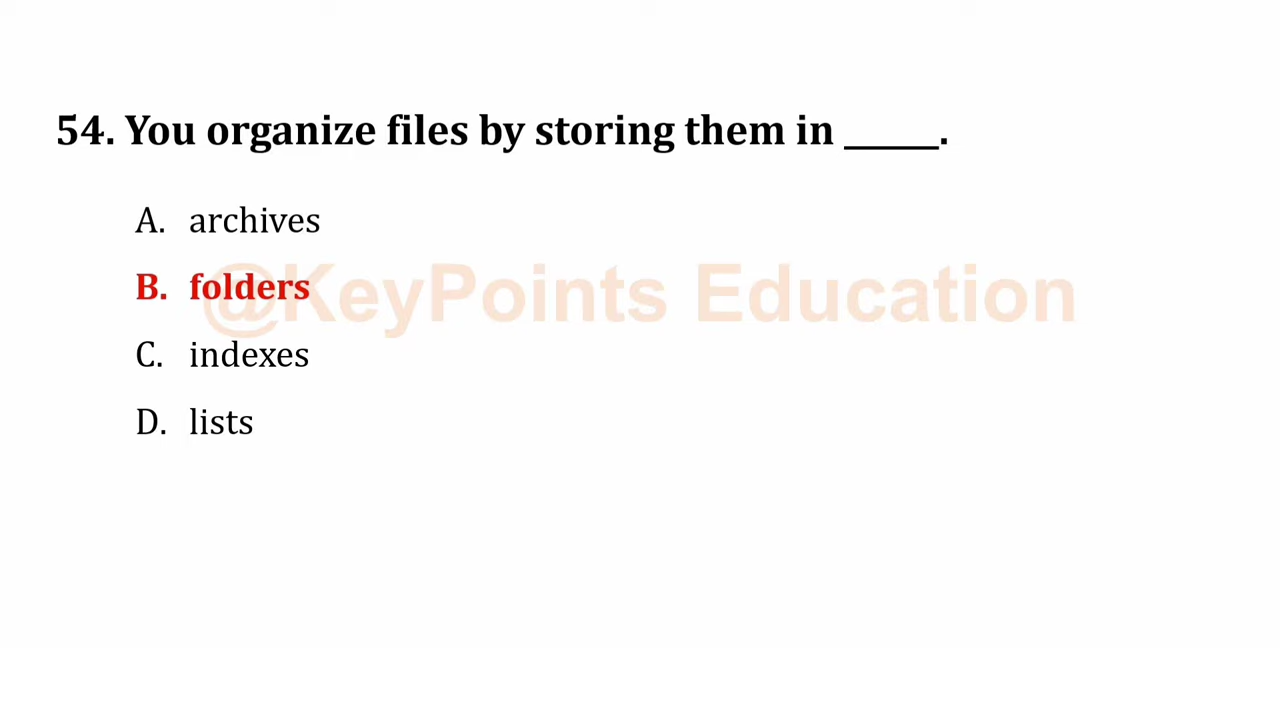 54. You organize files by storing them in _____.
A. archives
B. folders
@KeyPoints Education
C. indexes
D. lists